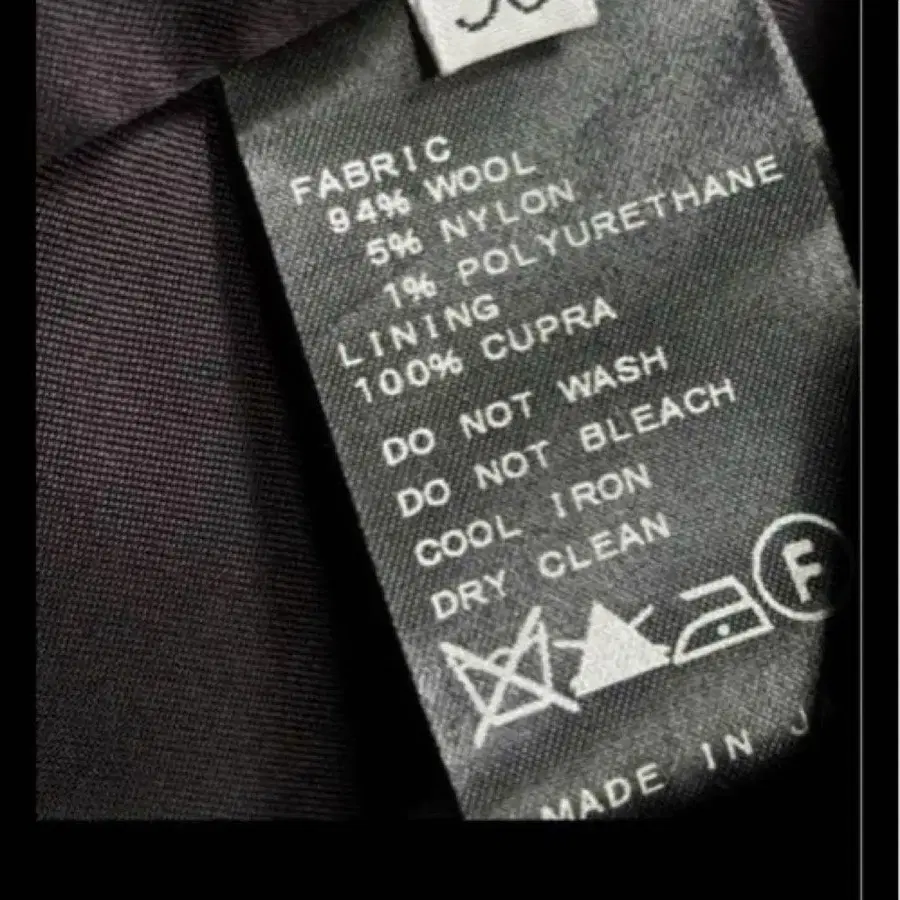 FABRIC
94% WOOL
5% NYLON
1% POLYURETHANE
LINING
100% CUPRA
DO NOT WASH
DO NOT BLEACH
COOL IRON
DRY CLEAN
F
MADE IN J